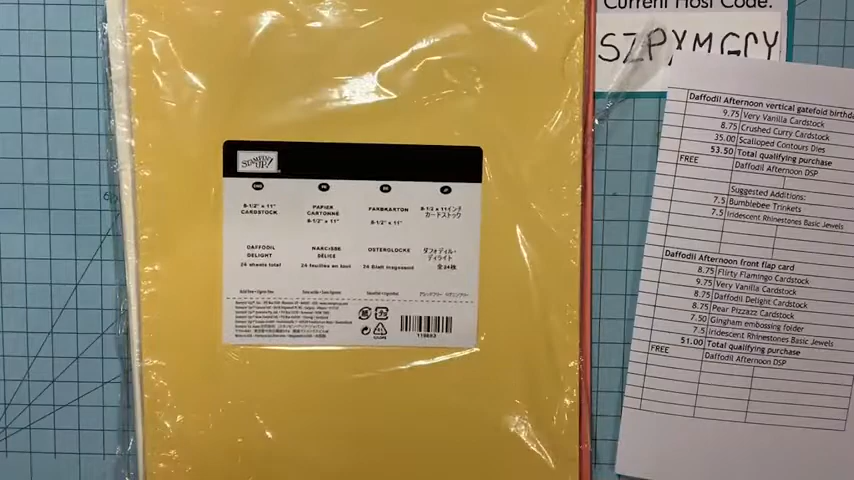 Current Host Code:
SZPXMGCY
STAMPIN' UP!
8-1/2" x 11"
CARDSTOCK
PAPIER
CARTONNÉ
8-1/2" x 11"
FARBKARTON
8-1/2" x 11"
8-1/2 x 11インチ
カードストック
DAFFODIL
DELIGHT
24 sheets total
NARCISSE
DÉLICE
24 feuilles en tout
OSTERGLOCKE
24 Blatt insgesamt
ダフォディル・
ディライト
全24枚
119683
Daffodil Afternoon vertical gatefold birthda
9.75 Very Vanilla Cardstock
8.75 Crushed Curry Cardstock
35.00 Scalloped Contours Dies
53.50 Total qualifying purchase
FREE Daffodil Afternoon DSP
Suggested Additions:
7.5 Bumblebee Trinkets
7.5 Iridescent Rhinestones Basic Jewels
Daffodil Afternoon front flap card
8.75 Flirty Flamingo Cardstock
9.75 Very Vanilla Cardstock
8.75 Daffodil Delight Cardstock
8.75 Pear Pizzazz Cardstock
7.50 Gingham embossing folder
7.5 Iridescent Rhinestones Basic Jewels
51.00 Total qualifying purchase
FREE Daffodil Afternoon DSP